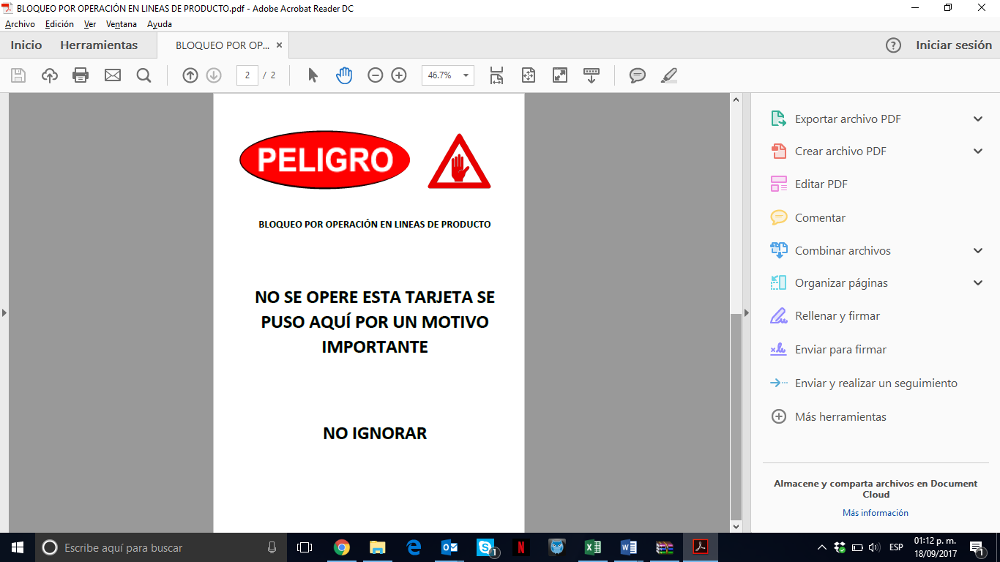 BLOQUEO POR OPERACIÓN EN LINEAS DE PRODUCTO.pdf - Adobe Acrobat Reader DC
Archivo Edición Ver Ventana Ayuda
Inicio Herramientas BLOQUEO POR OP... × ? Iniciar sesión
2 / 2 46.7%
PELIGRO
BLOQUEO POR OPERACIÓN EN LINEAS DE PRODUCTO
NO SE OPERE ESTA TARJETA SE
PUSO AQUÍ POR UN MOTIVO
IMPORTANTE
NO IGNORAR
Exportar archivo PDF
Crear archivo PDF
Editar PDF
Comentar
Combinar archivos
Organizar páginas
Rellenar y firmar
Enviar para firmar
Enviar y realizar un seguimiento
Más herramientas
Almacene y comparta archivos en Document
Cloud
Más información
Escribe aquí para buscar
1
ESP
01:12 p. m.
18/09/2017
1